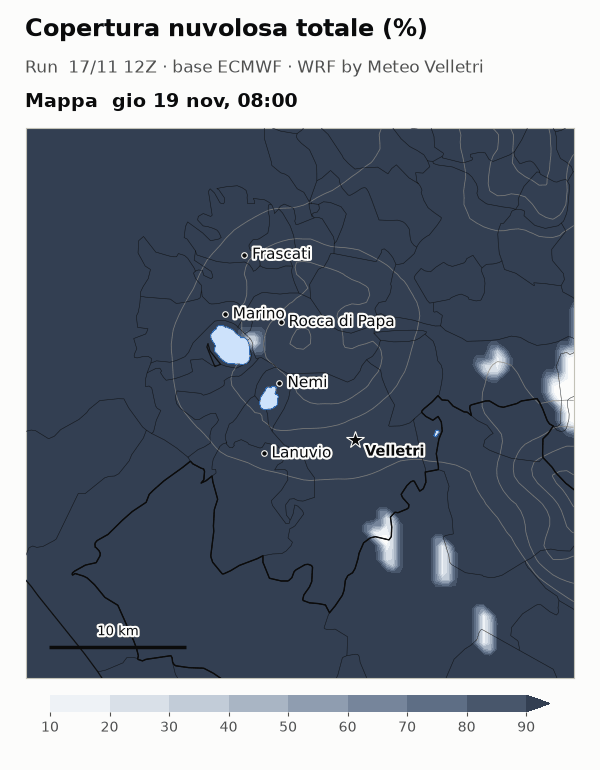 Copertura nuvolosa totale (%)
Run  17/11 12Z · base ECMWF · WRF by Meteo Velletri
Mappa  gio 19 nov, 08:00
Frascati
Marino
Rocca di Papa
Nemi
Velletri
Lanuvio
10 km
10 20 30 40 50 60 70 80 90